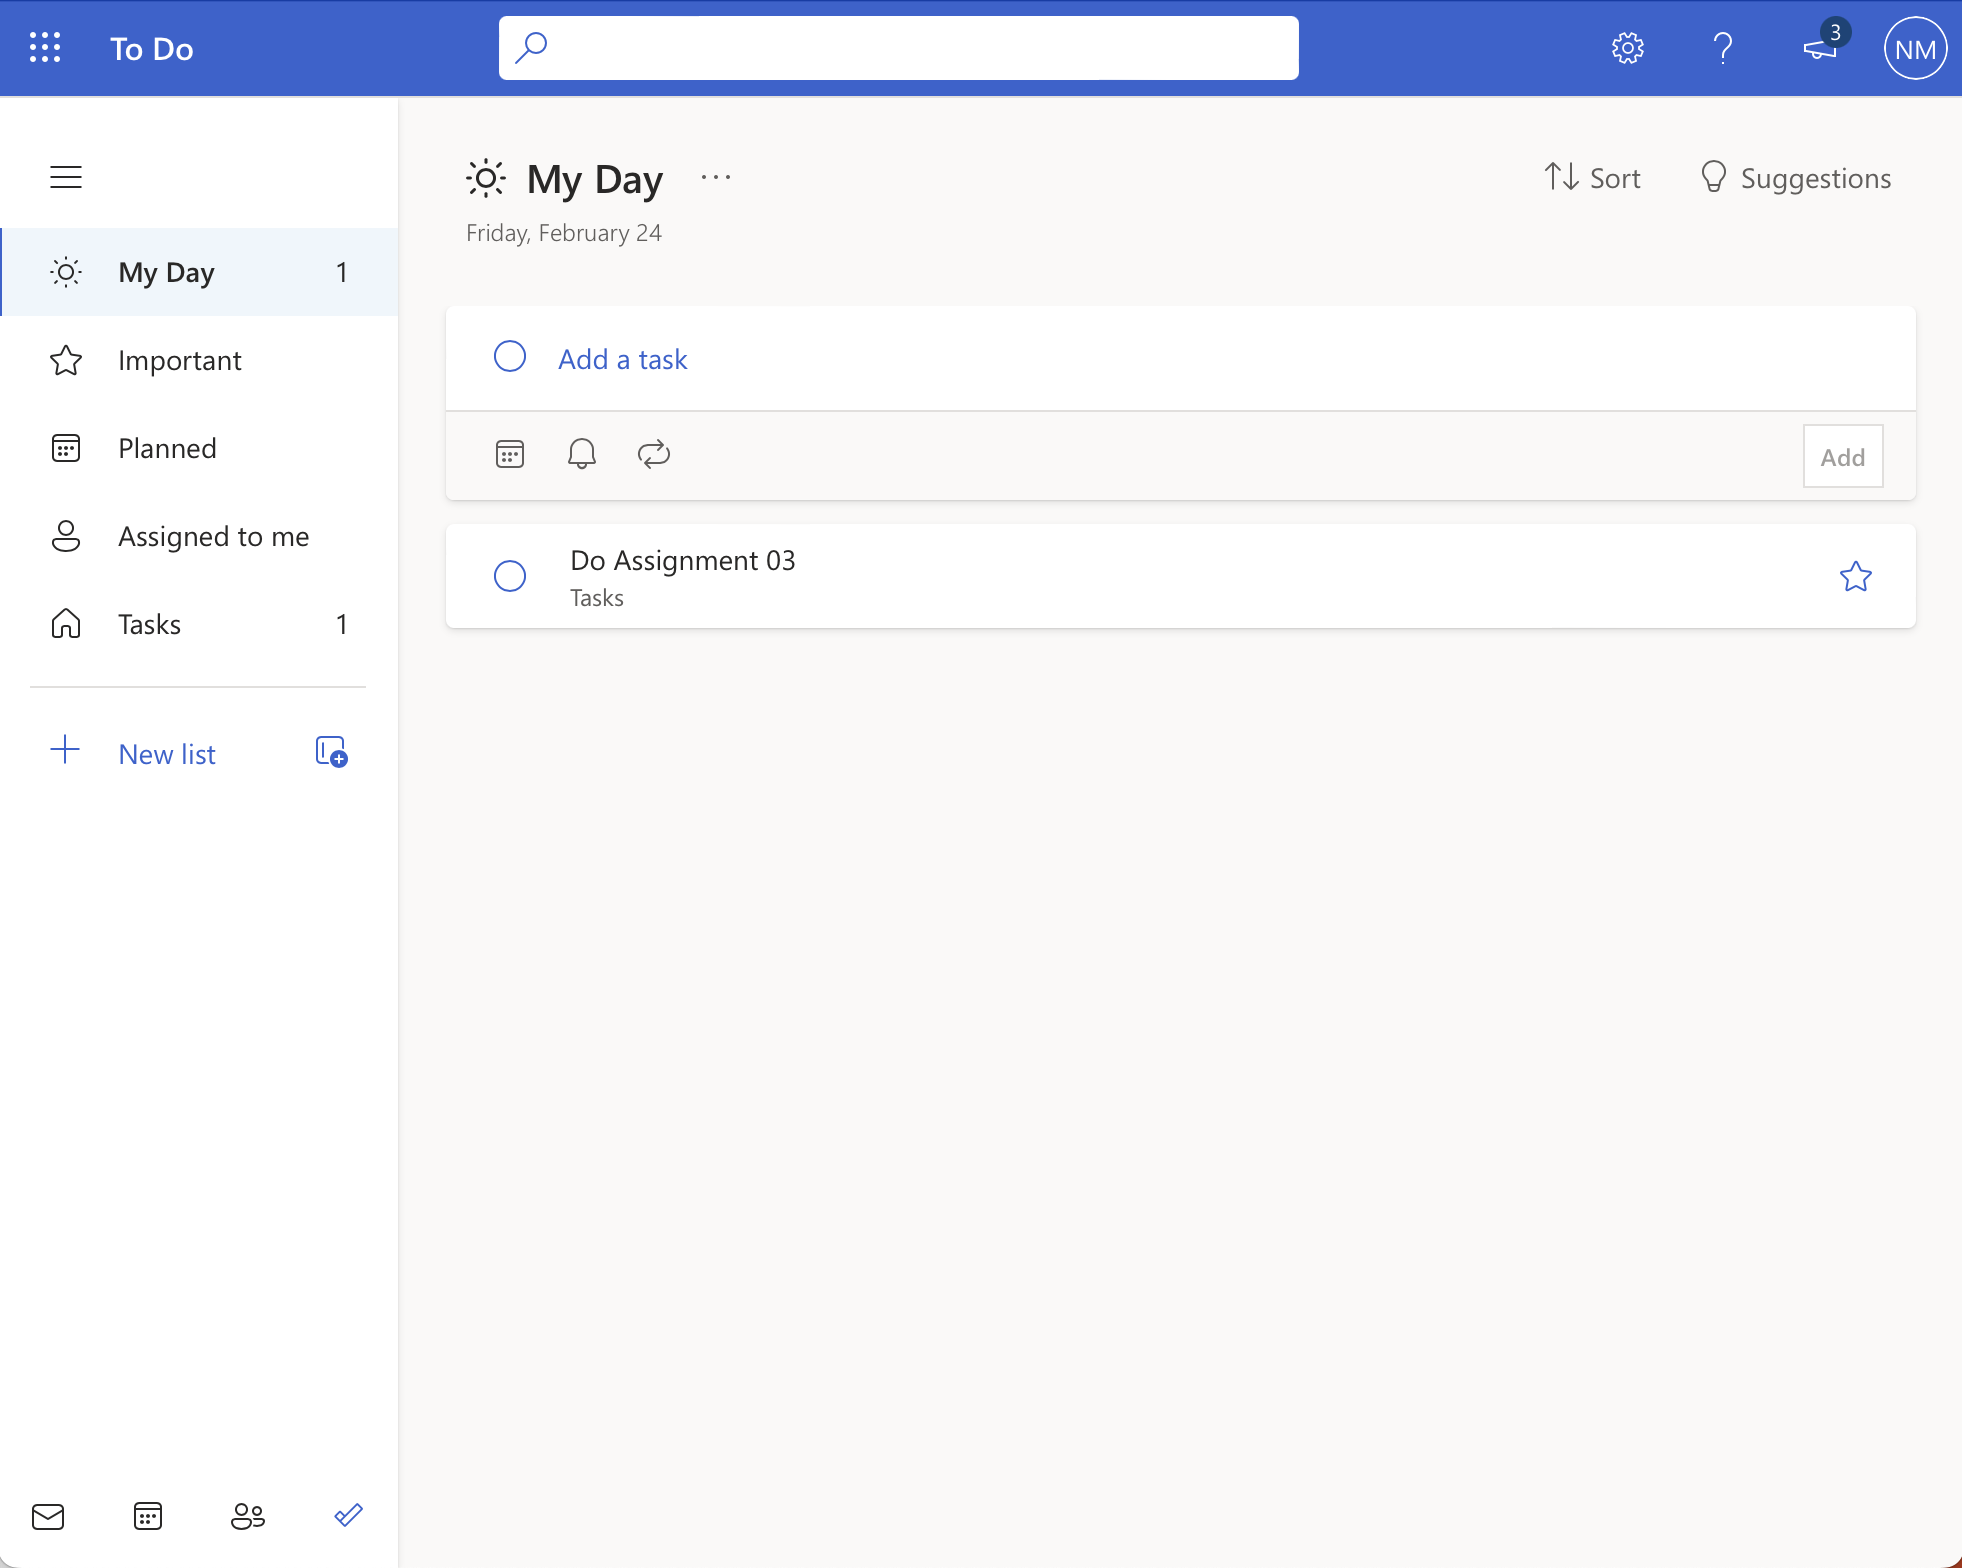 To Do
3
NM
My Day
Sort
Suggestions
Friday, February 24
My Day 1
Important
Planned
Assigned to me
Tasks 1
New list
Add a task
Add
Do Assignment 03
Tasks